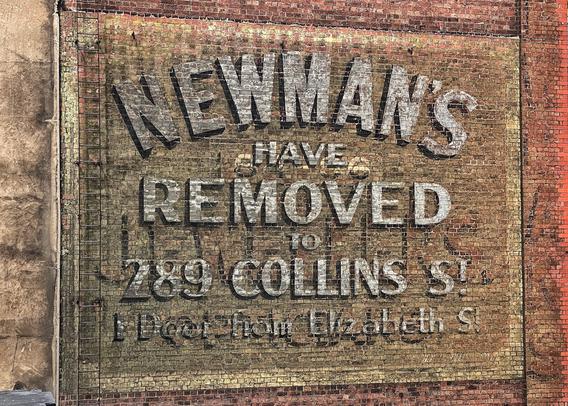 NEWMAN'S
HAVE
REMOVED
TO
289 COLLINS ST.
1 Door from Elizabeth St.